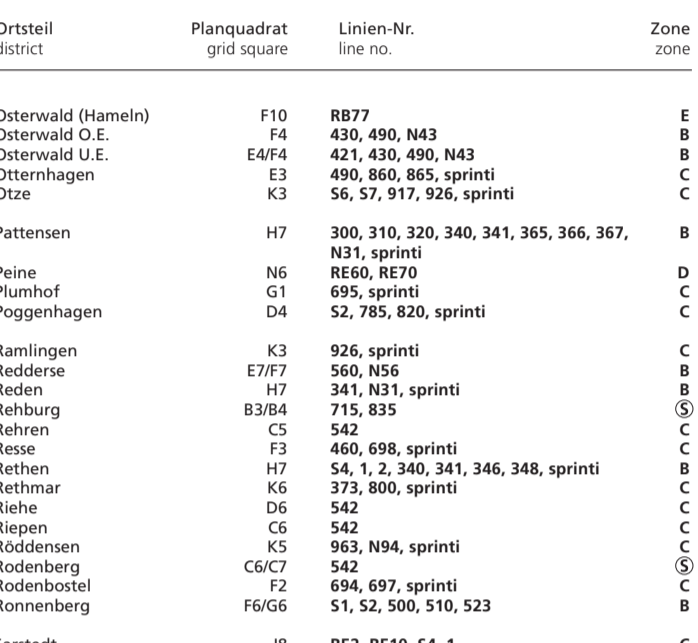 Ortsteil Planquadrat Linien-Nr. Zone
district grid square line no. zone
Osterwald (Hameln) F10 RB77 E
Osterwald O.E. F4 430, 490, N43 B
Osterwald U.E. E4/F4 421, 430, 490, N43 B
Otternhagen E3 490, 860, 865, sprinti C
Otze K3 S6, S7, 917, 926, sprinti C
Pattensen H7 300, 310, 320, 340, 341, 365, 366, 367, B
N31, sprinti
Peine N6 RE60, RE70 D
Plumhof G1 695, sprinti C
Poggenhagen D4 S2, 785, 820, sprinti C
Ramlingen K3 926, sprinti C
Redderse E7/F7 560, N56 B
Reden H7 341, N31, sprinti B
Rehburg B3/B4 715, 835 Ⓢ
Rehren C5 542 C
Resse F3 460, 698, sprinti C
Rethen H7 S4, 1, 2, 340, 341, 346, 348, sprinti B
Rethmar K6 373, 800, sprinti C
Riehe D6 542 C
Riepen C6 542 C
Röddensen K5 963, N94, sprinti C
Rodenberg C6/C7 542 Ⓢ
Rodenbostel F2 694, 697, sprinti C
Ronnenberg F6/G6 S1, S2, 500, 510, 523 B